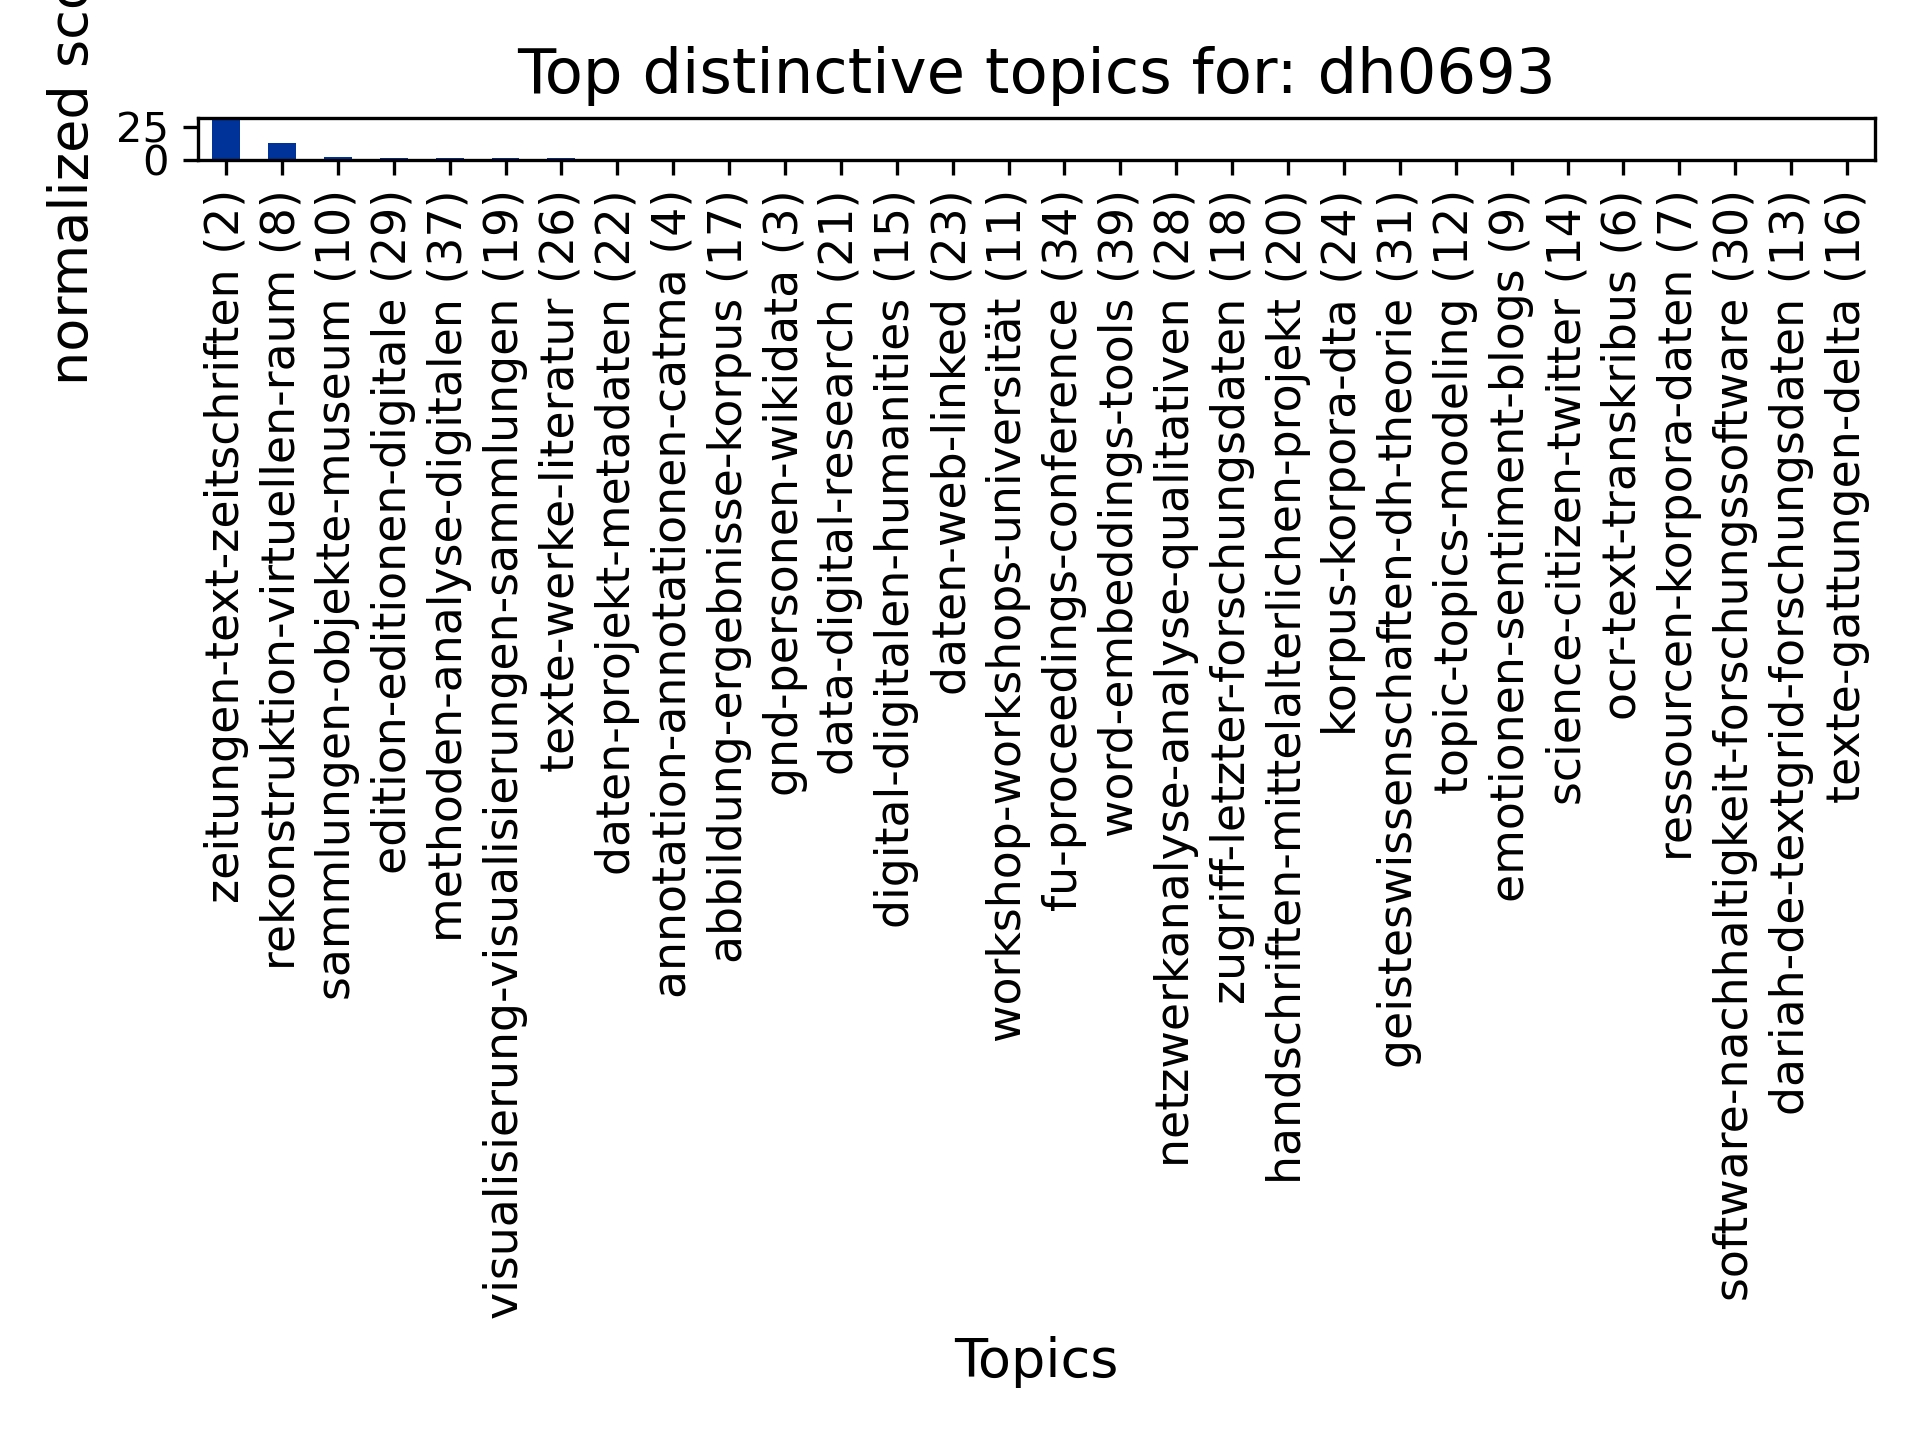 Top distinctive topics for: dh0693
normalized sco
25
0
zeitungen-text-zeitschriften (2)
rekonstruktion-virtuellen-raum (8)
sammlungen-objekte-museum (10)
edition-editionen-digitale (29)
methoden-analyse-digitalen (37)
visualisierung-visualisierungen-sammlungen (19)
texte-werke-literatur (26)
daten-projekt-metadaten (22)
annotation-annotationen-catma (4)
abbildung-ergebnisse-korpus (17)
gnd-personen-wikidata (3)
data-digital-research (21)
digital-digitalen-humanities (15)
daten-web-linked (23)
workshop-workshops-universität (11)
fu-proceedings-conference (34)
word-embeddings-tools (39)
netzwerkanalyse-analyse-qualitativen (28)
zugriff-letzter-forschungsdaten (18)
handschriften-mittelalterlichen-projekt (20)
korpus-korpora-dta (24)
geisteswissenschaften-dh-theorie (31)
topic-topics-modeling (12)
emotionen-sentiment-blogs (9)
science-citizen-twitter (14)
ocr-text-transkribus (6)
ressourcen-korpora-daten (7)
software-nachhaltigkeit-forschungssoftware (30)
dariah-de-textgrid-forschungsdaten (13)
texte-gattungen-delta (16)
Topics